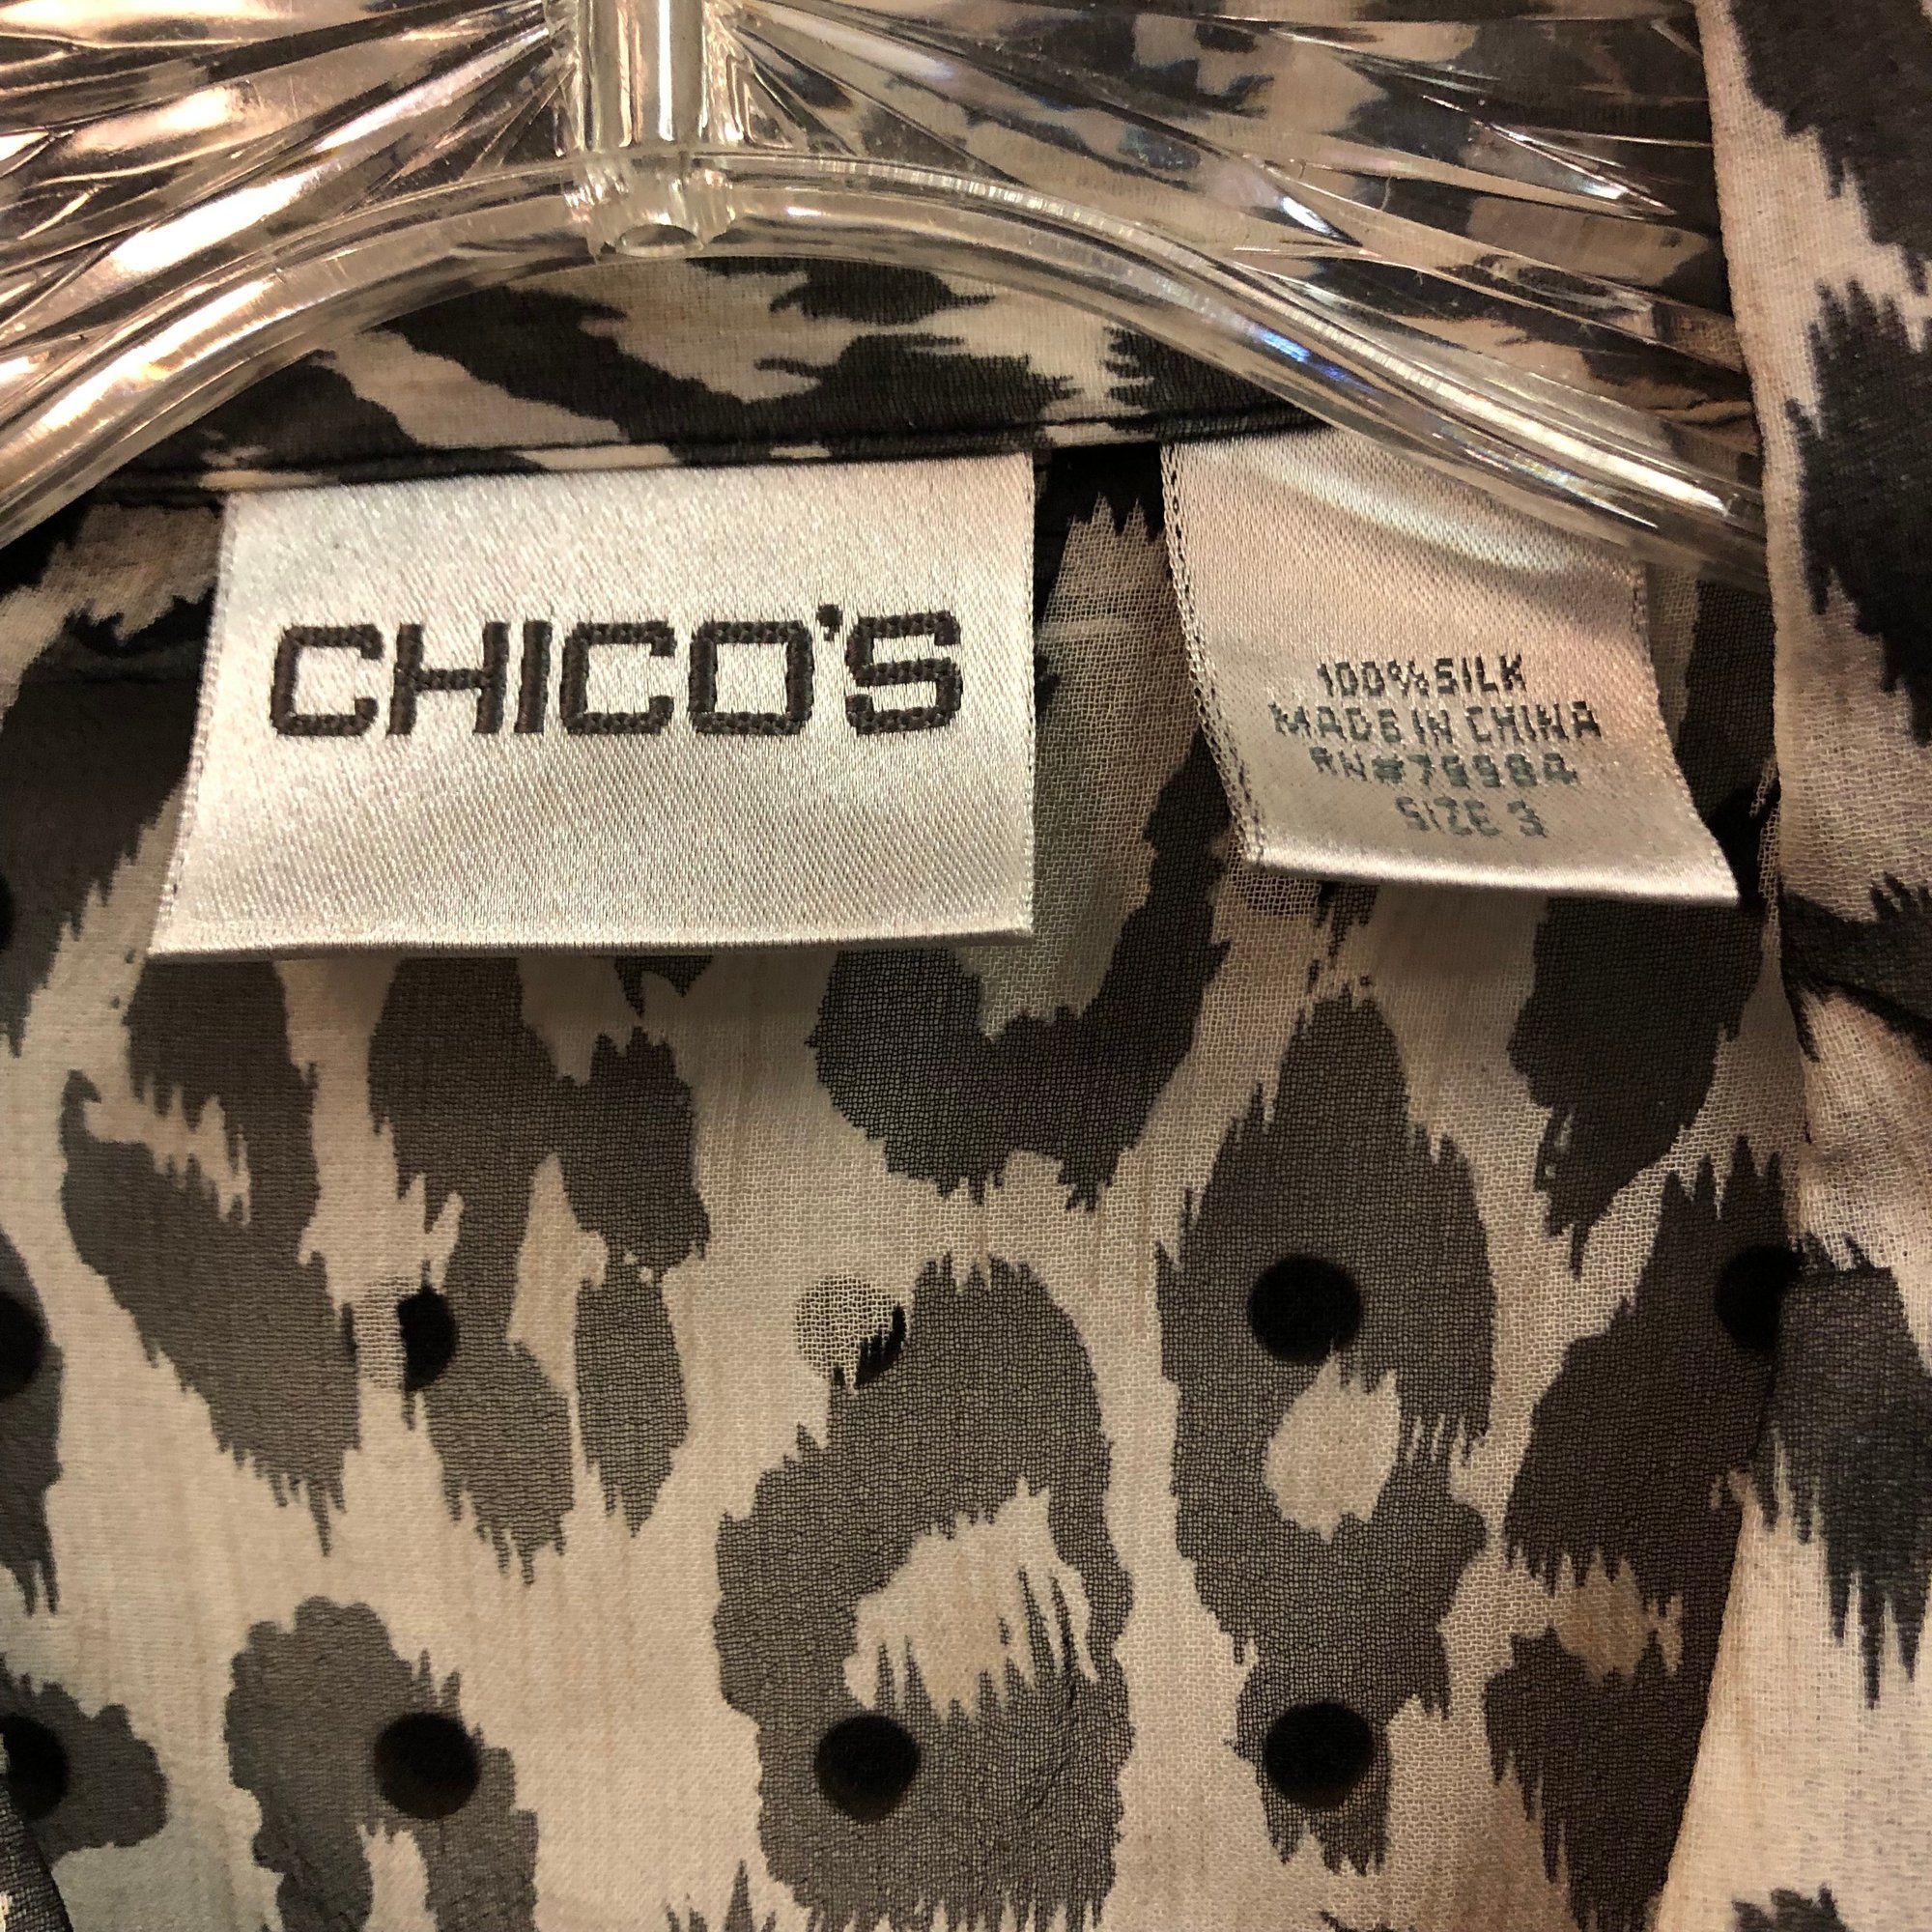 CHICO'S
100% SILK
MADE IN CHINA
RN#79984
SIZE 3